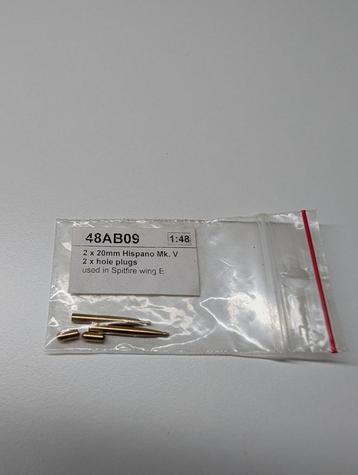 48AB09 1:48
2 x 20mm Hispano Mk. V
2 x hole plugs
used in Spitfire wing E